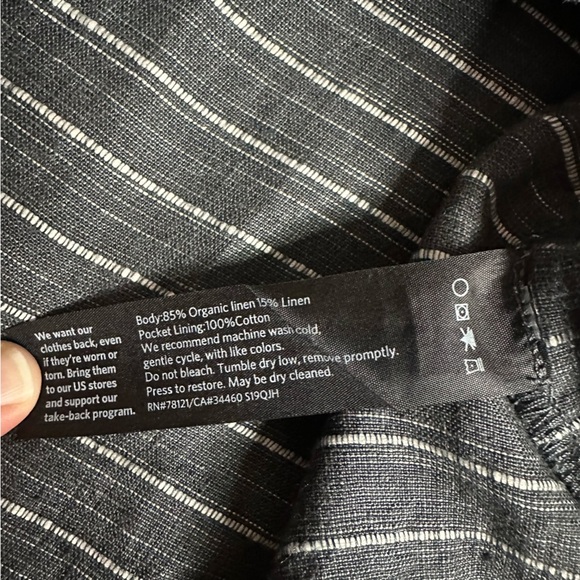 We want our
clothes back, even
if they're worn or
torn. Bring them
to our US stores
and support our
take-back program.
Body:85% Organic linen 15% Linen
Pocket Lining:100%Cotton
We recommend machine wash cold,
gentle cycle, with like colors.
Do not bleach. Tumble dry low, remove promptly.
Press to restore. May be dry cleaned.
RN#78121/CA#34460 S19QJH